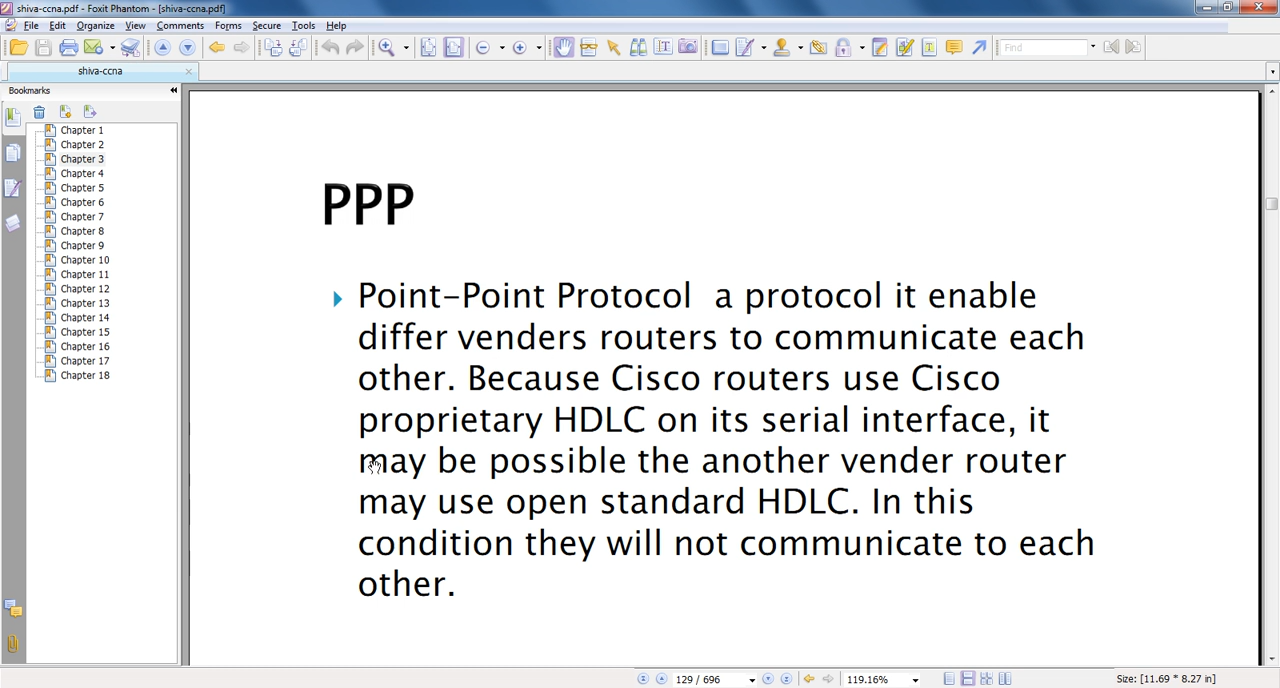 shiva-ccna.pdf - Foxit Phantom - [shiva-ccna.pdf]
File Edit Organize View Comments Forms Secure Tools Help
Find
shiva-ccna
Bookmarks
Chapter 1
Chapter 2
Chapter 3
Chapter 4
Chapter 5
Chapter 6
Chapter 7
Chapter 8
Chapter 9
Chapter 10
Chapter 11
Chapter 12
Chapter 13
Chapter 14
Chapter 15
Chapter 16
Chapter 17
Chapter 18
PPP
Point-Point Protocol a protocol it enable
differ venders routers to communicate each
other. Because Cisco routers use Cisco
proprietary HDLC on its serial interface, it
may be possible the another vender router
may use open standard HDLC. In this
condition they will not communicate to each
other.
129 / 696
119.16%
Size: [11.69 * 8.27 in]